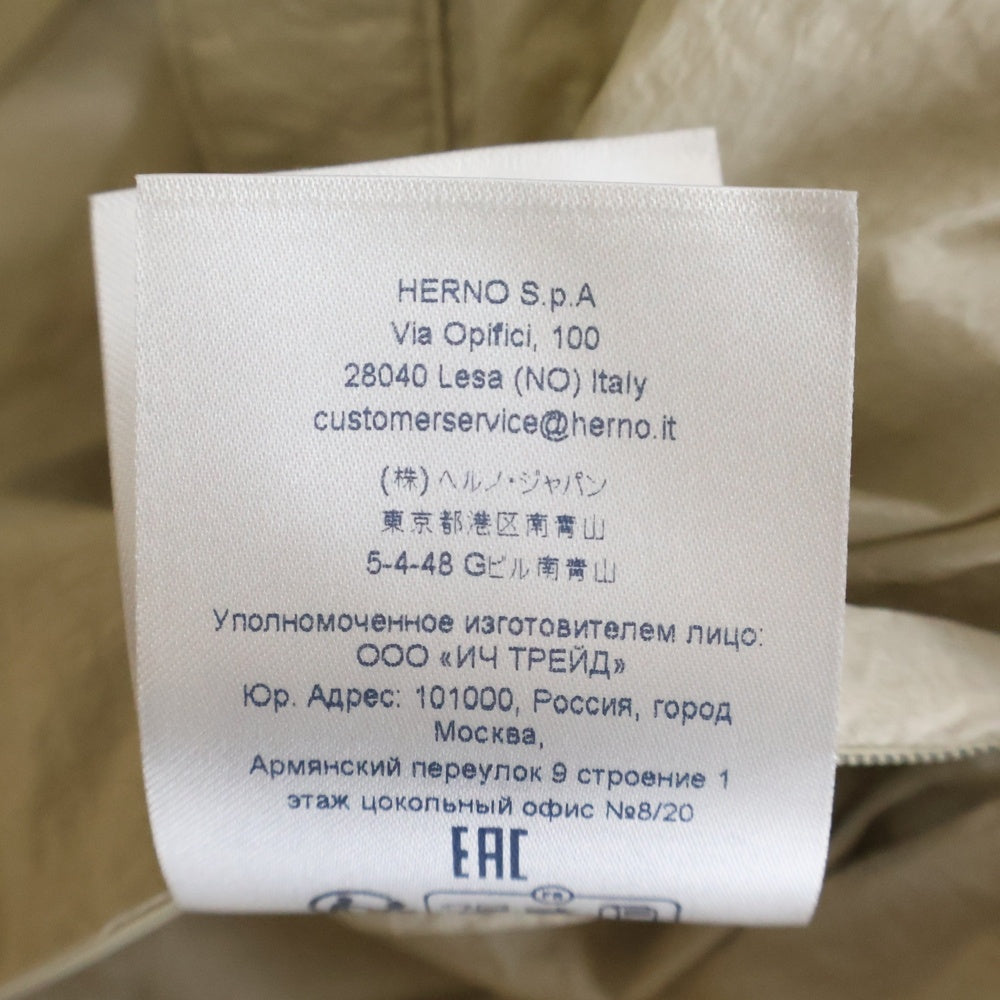 HERNO S.p.A
Via Opifici, 100
28040 Lesa (NO) Italy
customerservice@herno.it
(株) ヘルノ・ジャパン
東京都港区南青山
5-4-48 Gビル南青山
Уполномоченное изготовителем лицо:
ООО «ИЧ ТРЕЙД»
Юр. Адрес: 101000, Россия, город
Москва,
Армянский переулок 9 строение 1
этаж цокольный офис №8/20
EAC
FR